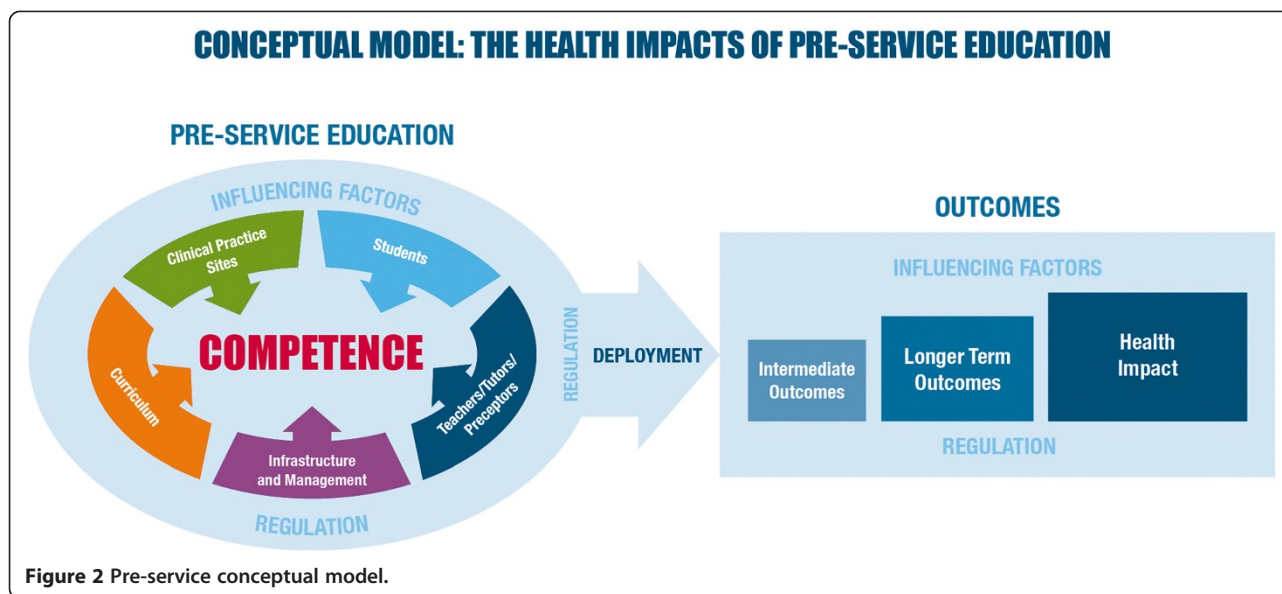 CONCEPTUAL MODEL: THE HEALTH IMPACTS OF PRE-SERVICE EDUCATION
PRE-SERVICE EDUCATION
INFLUENCING FACTORS
Clinical Practice
Sites
Students
Curriculum
COMPETENCE
Teachers/Tutors/
Preceptors
Infrastructure
and Management
REGULATION
REGULATION
DEPLOYMENT
OUTCOMES
INFLUENCING FACTORS
Intermediate
Outcomes
Longer Term
Outcomes
Health
Impact
REGULATION
Figure 2 Pre-service conceptual model.